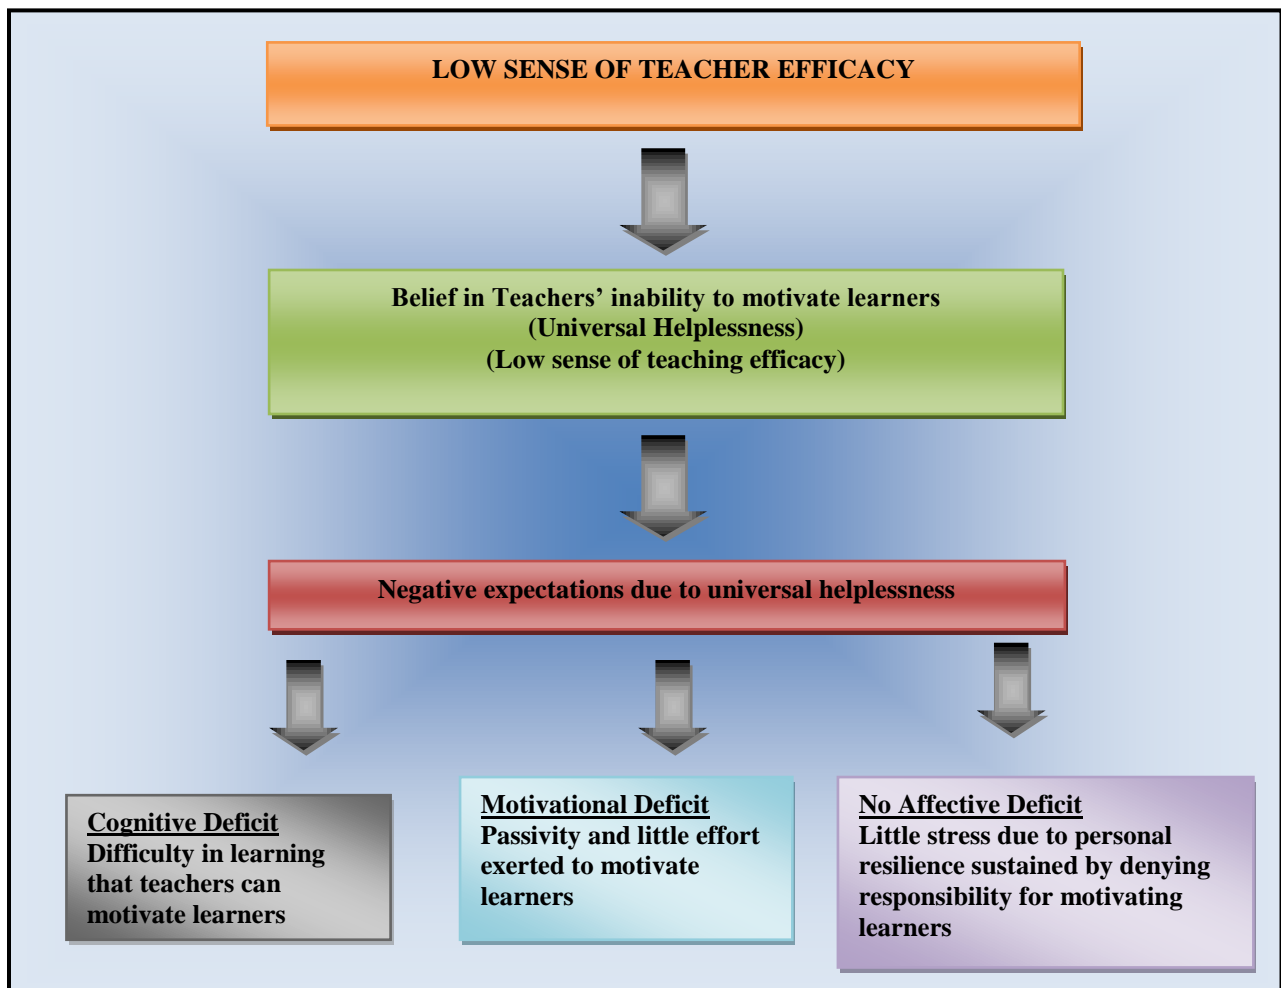 LOW SENSE OF TEACHER EFFICACY
Belief in Teachers’ inability to motivate learners
(Universal Helplessness)
(Low sense of teaching efficacy)
Negative expectations due to universal helplessness
Cognitive Deficit
Difficulty in learning
that teachers can
motivate learners
Motivational Deficit
Passivity and little effort
exerted to motivate
learners
No Affective Deficit
Little stress due to personal
resilience sustained by denying
responsibility for motivating
learners